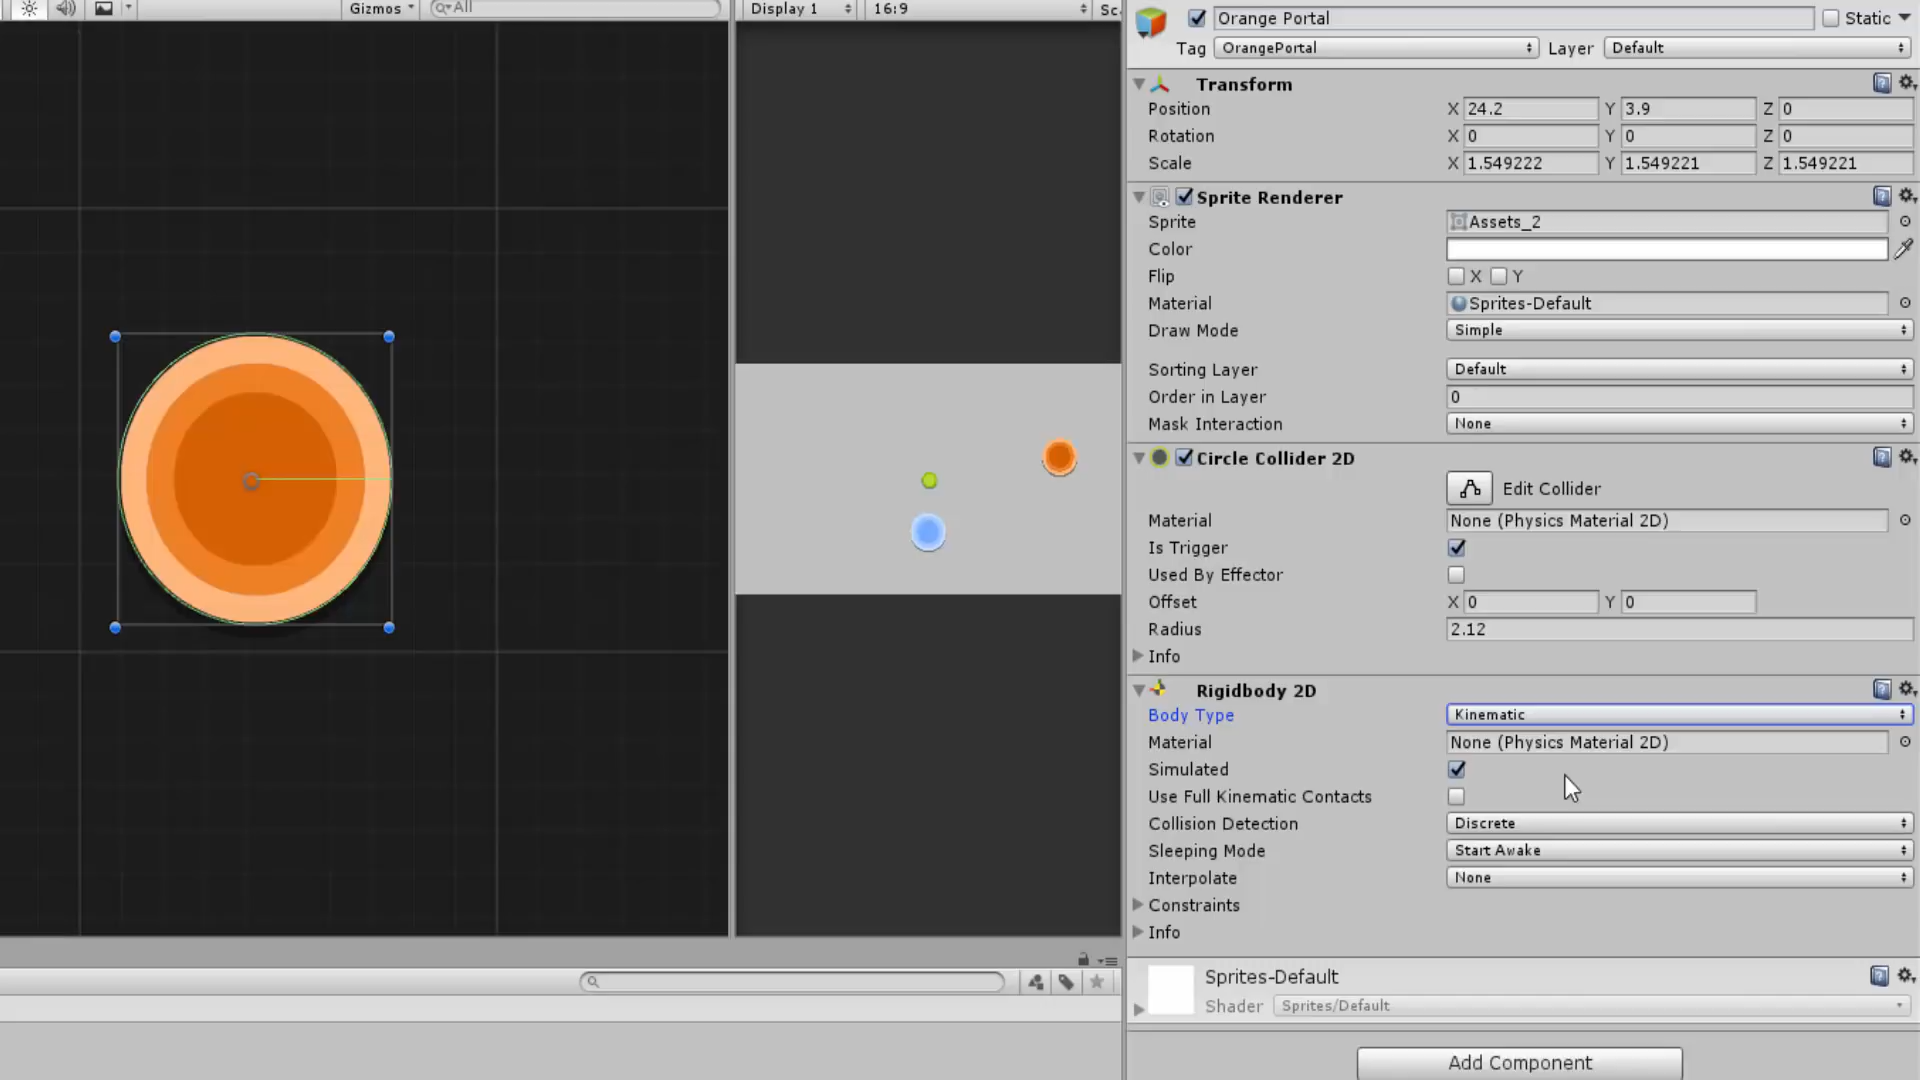 Gizmos
All
Display 1
16:9
Sc
Orange Portal
Static
Tag
OrangePortal
Layer
Default
Transform
Position X 24.2 Y 3.9 Z 0
Rotation X 0 Y 0 Z 0
Scale X 1.549222 Y 1.549221 Z 1.549221
Sprite Renderer
Sprite Assets_2
Color
Flip X Y
Material Sprites-Default
Draw Mode Simple
Sorting Layer Default
Order in Layer 0
Mask Interaction None
Circle Collider 2D
Edit Collider
Material None (Physics Material 2D)
Is Trigger
Used By Effector
Offset X 0 Y 0
Radius 2.12
Info
Rigidbody 2D
Body Type Kinematic
Material None (Physics Material 2D)
Simulated
Use Full Kinematic Contacts
Collision Detection Discrete
Sleeping Mode Start Awake
Interpolate None
Constraints
Info
Sprites-Default
Shader Sprites/Default
Add Component